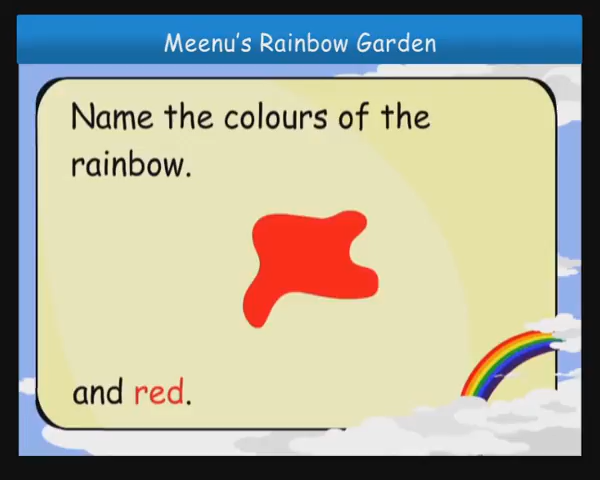 Meenu's Rainbow Garden
Name the colours of the
rainbow.
and red.